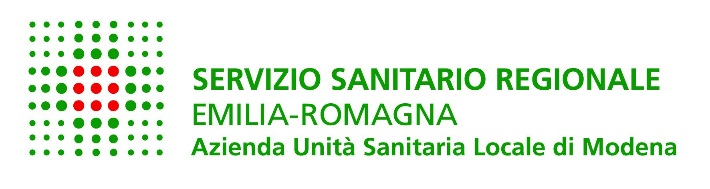 SERVIZIO SANITARIO REGIONALE
EMILIA-ROMAGNA
Azienda Unità Sanitaria Locale di Modena